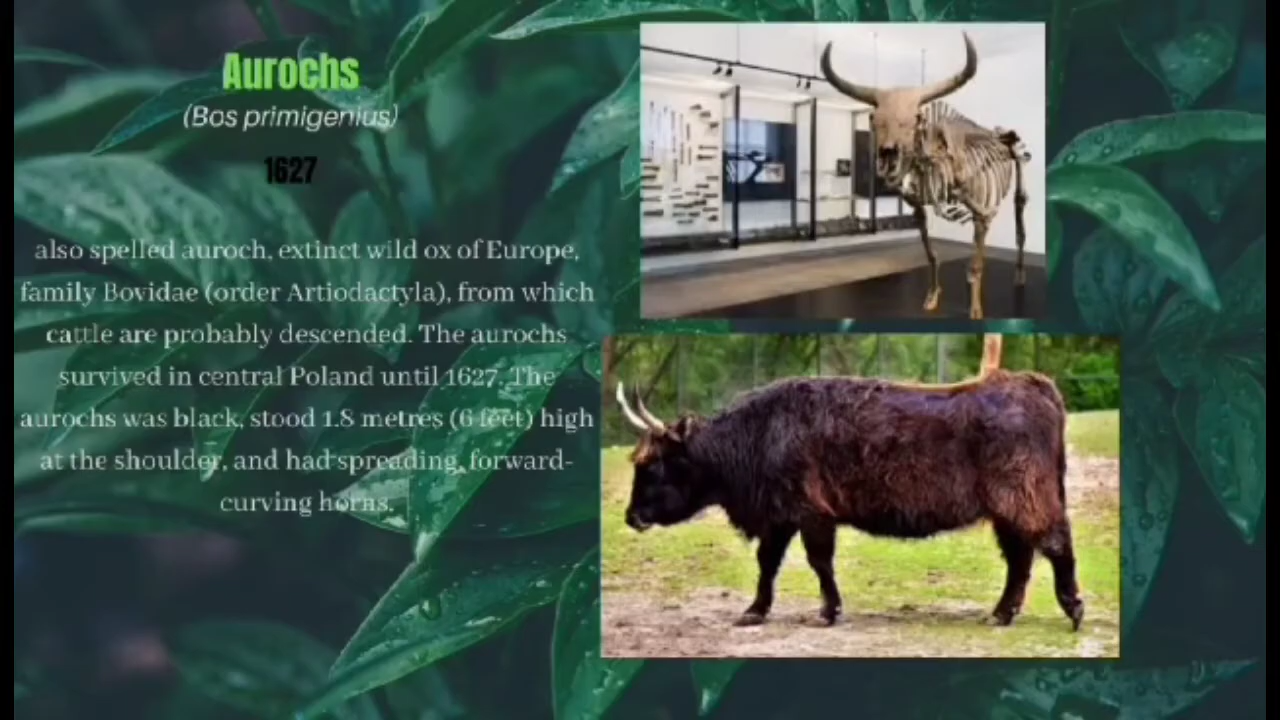 Aurochs
(Bos primigenius)
1627
also spelled auroch, extinct wild ox of Europe,
family Bovidae (order Artiodactyla), from which
cattle are probably descended. The aurochs
survived in central Poland until 1627. The
aurochs was black, stood 1.8 metres (6 feet) high
at the shoulder, and had spreading, forward-
curving horns.